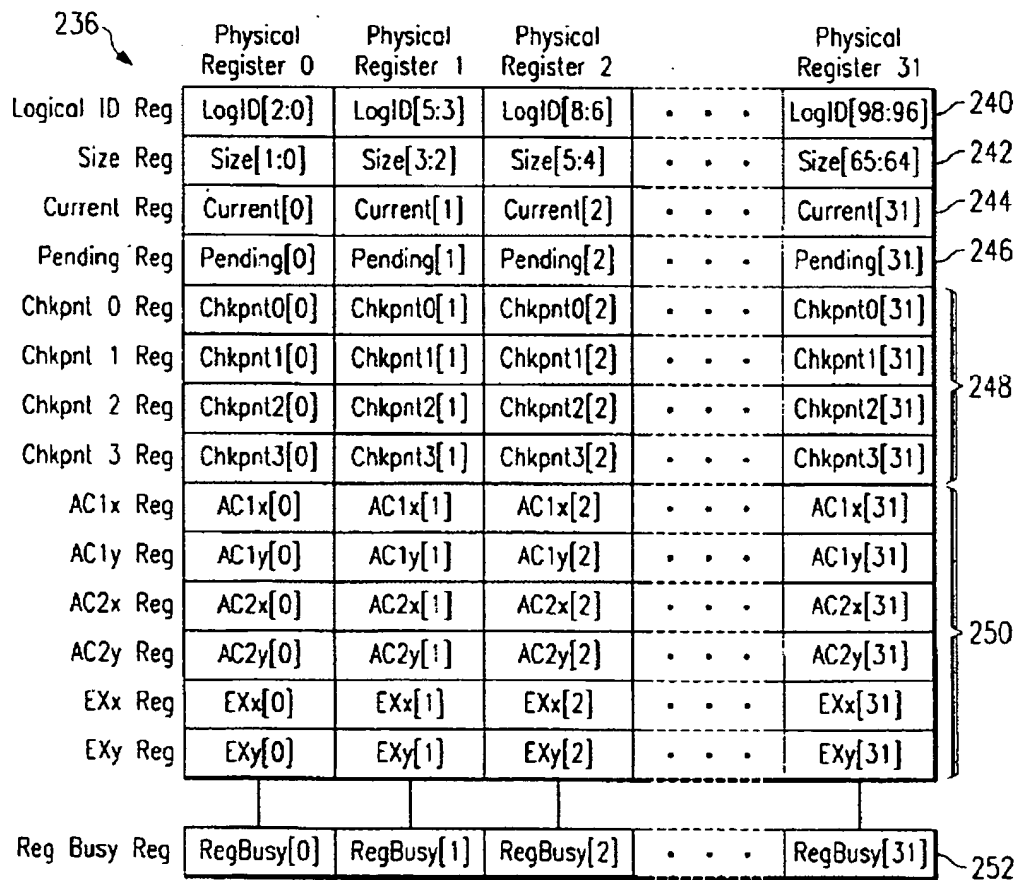 236
Physical Register 0 Physical Register 1 Physical Register 2 Physical Register 31
Logical ID Reg LogID[2:0] LogID[5:3] LogID[8:6] . . . LogID[98:96] 240
Size Reg Size[1:0] Size[3:2] Size[5:4] . . . Size[65:64] 242
Current Reg Current[0] Current[1] Current[2] . . . Current[31] 244
Pending Reg Pending[0] Pending[1] Pending[2] . . . Pending[31] 246
Chkpnt 0 Reg Chkpnt0[0] Chkpnt0[1] Chkpnt0[2] . . . Chkpnt0[31]
Chkpnt 1 Reg Chkpnt1[0] Chkpnt1[1] Chkpnt1[2] . . . Chkpnt1[31]
248
Chkpnt 2 Reg Chkpnt2[0] Chkpnt2[1] Chkpnt2[2] . . . Chkpnt2[31]
Chkpnt 3 Reg Chkpnt3[0] Chkpnt3[1] Chkpnt3[2] . . . Chkpnt3[31]
AC1x Reg AC1x[0] AC1x[1] AC1x[2] . . . AC1x[31]
AC1y Reg AC1y[0] AC1y[1] AC1y[2] . . . AC1y[31]
AC2x Reg AC2x[0] AC2x[1] AC2x[2] . . . AC2x[31]
250
AC2y Reg AC2y[0] AC2y[1] AC2y[2] . . . AC2y[31]
EXx Reg EXx[0] EXx[1] EXx[2] . . . EXx[31]
EXy Reg EXy[0] EXy[1] EXy[2] . . . EXy[31]
Reg Busy Reg RegBusy[0] RegBusy[1] RegBusy[2] . . . RegBusy[31] 252